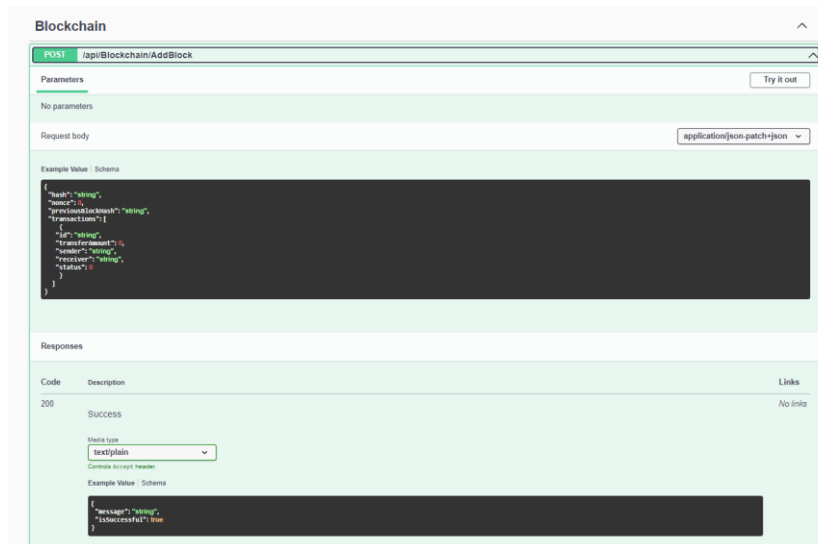 Blockchain
POST /api/Blockchain/AddBlock
Parameters
Try it out
No parameters
Request body
application/json-patch+json
Example Value | Schema
{
"hash": "string",
"nonce": 0,
"previousBlockHash": "string",
"transactions": [
{
"id": "string",
"transferAmount": 0,
"sender": "string",
"receiver": "string",
"status": 0
}
]
}
Responses
Code Description Links
200 Success No links
Media type
text/plain
Controls Accept header.
Example Value | Schema
{
"message": "string",
"isSuccessful": true
}